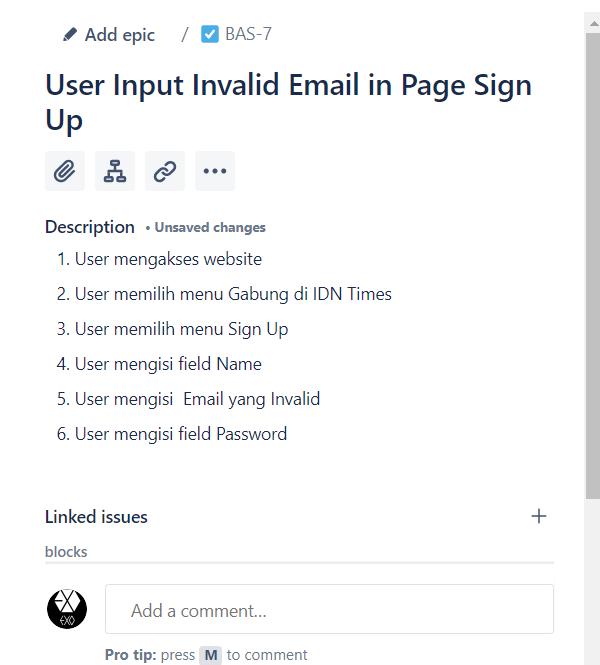 Add epic / BAS-7
User Input Invalid Email in Page Sign
Up
Description • Unsaved changes
1. User mengakses website
2. User memilih menu Gabung di IDN Times
3. User memilih menu Sign Up
4. User mengisi field Name
5. User mengisi  Email yang Invalid
6. User mengisi field Password
Linked issues
blocks
EXO
Add a comment...
Pro tip: press M to comment